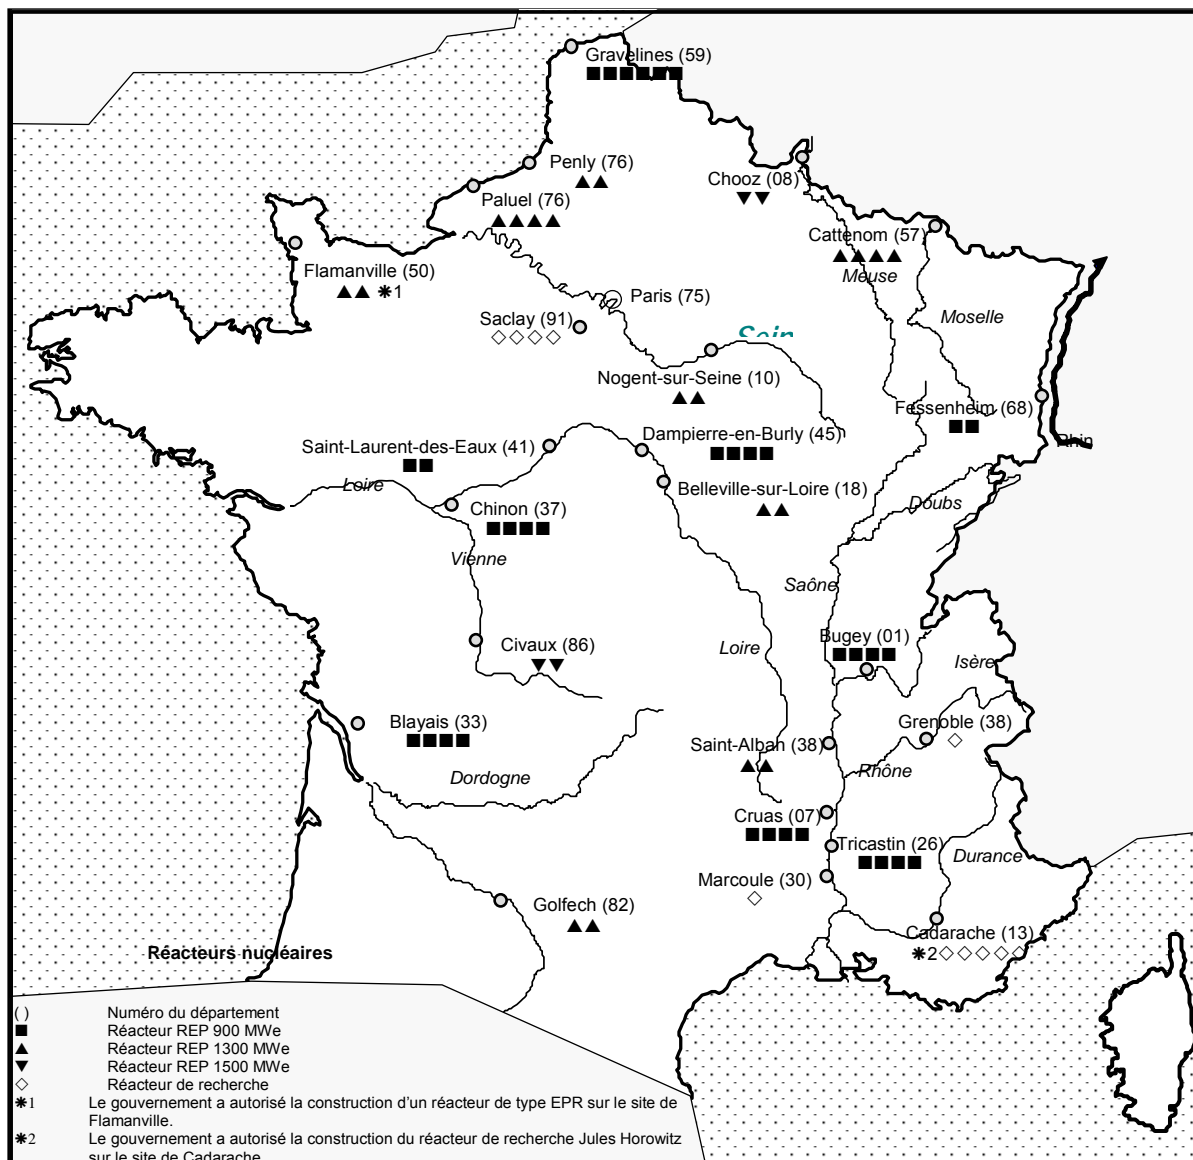 Gravelines (59)
Penly (76)
Chooz (08)
Paluel (76)
Cattenom (57)
Flamanville (50)
Meuse
✱1
Paris (75)
Moselle
Saclay (91)
Sein
Nogent-sur-Seine (10)
Fessenheim (68)
Dampierre-en-Burly (45)
Rhin
Saint-Laurent-des-Eaux (41)
Loire
Belleville-sur-Loire (18)
Doubs
Chinon (37)
Vienne
Saône
Bugey (01)
Civaux (86)
Loire
Isère
Blayais (33)
Grenoble (38)
Saint-Alban (38)
Rhône
Dordogne
Cruas (07)
Tricastin (26)
Durance
Marcoule (30)
Golfech (82)
Cadarache (13)
✱2
Réacteurs nucléaires
( ) Numéro du département
■ Réacteur REP 900 MWe
▲ Réacteur REP 1300 MWe
▼ Réacteur REP 1500 MWe
◇ Réacteur de recherche
✱1 Le gouvernement a autorisé la construction d'un réacteur de type EPR sur le site de
Flamanville.
✱2 Le gouvernement a autorisé la construction du réacteur de recherche Jules Horowitz
sur le site de Cadarache